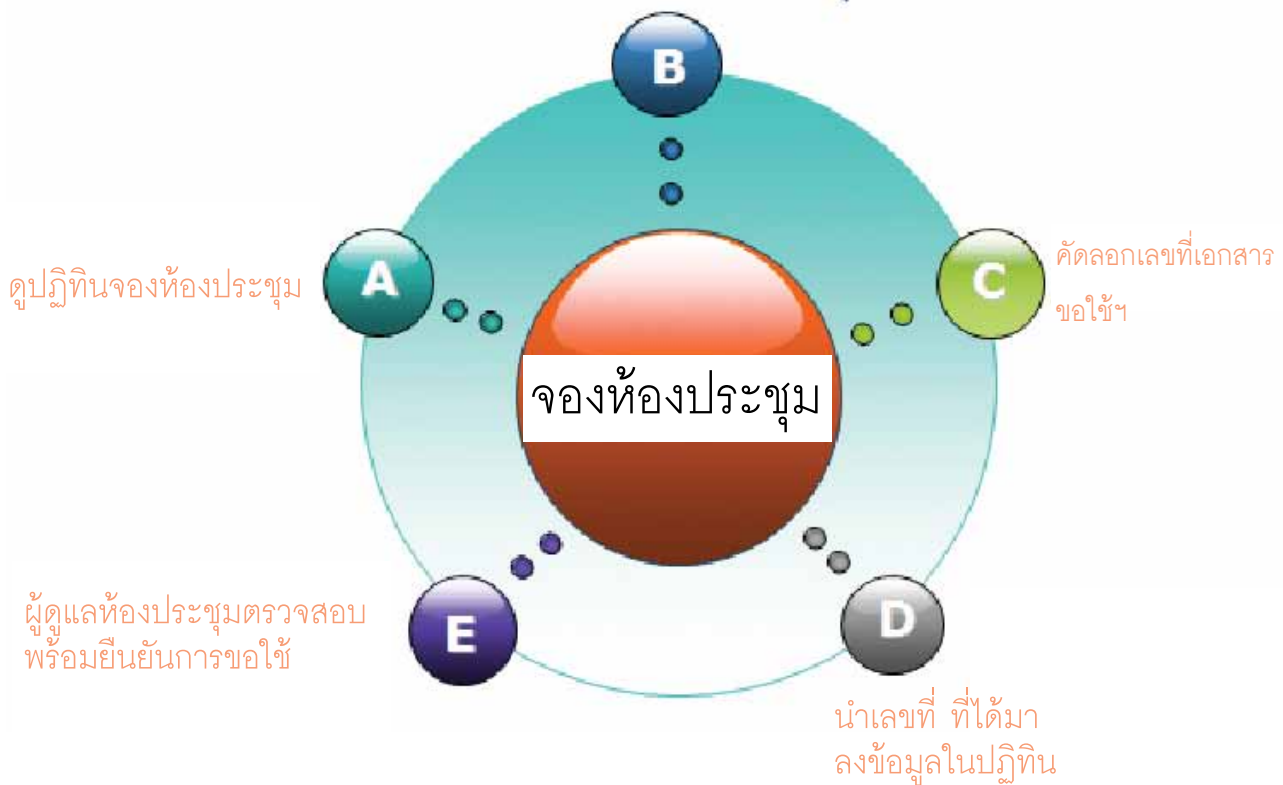 B
A
ดูปฏิทินจองห้องประชุม
C
คัดลอกเลขที่เอกสาร
ขอใช้ฯ
จองห้องประชุม
E
ผู้ดูแลห้องประชุมตรวจสอบ
พร้อมยืนยันการขอใช้
D
นำเลขที่ ที่ได้มา
ลงข้อมูลในปฏิทิน